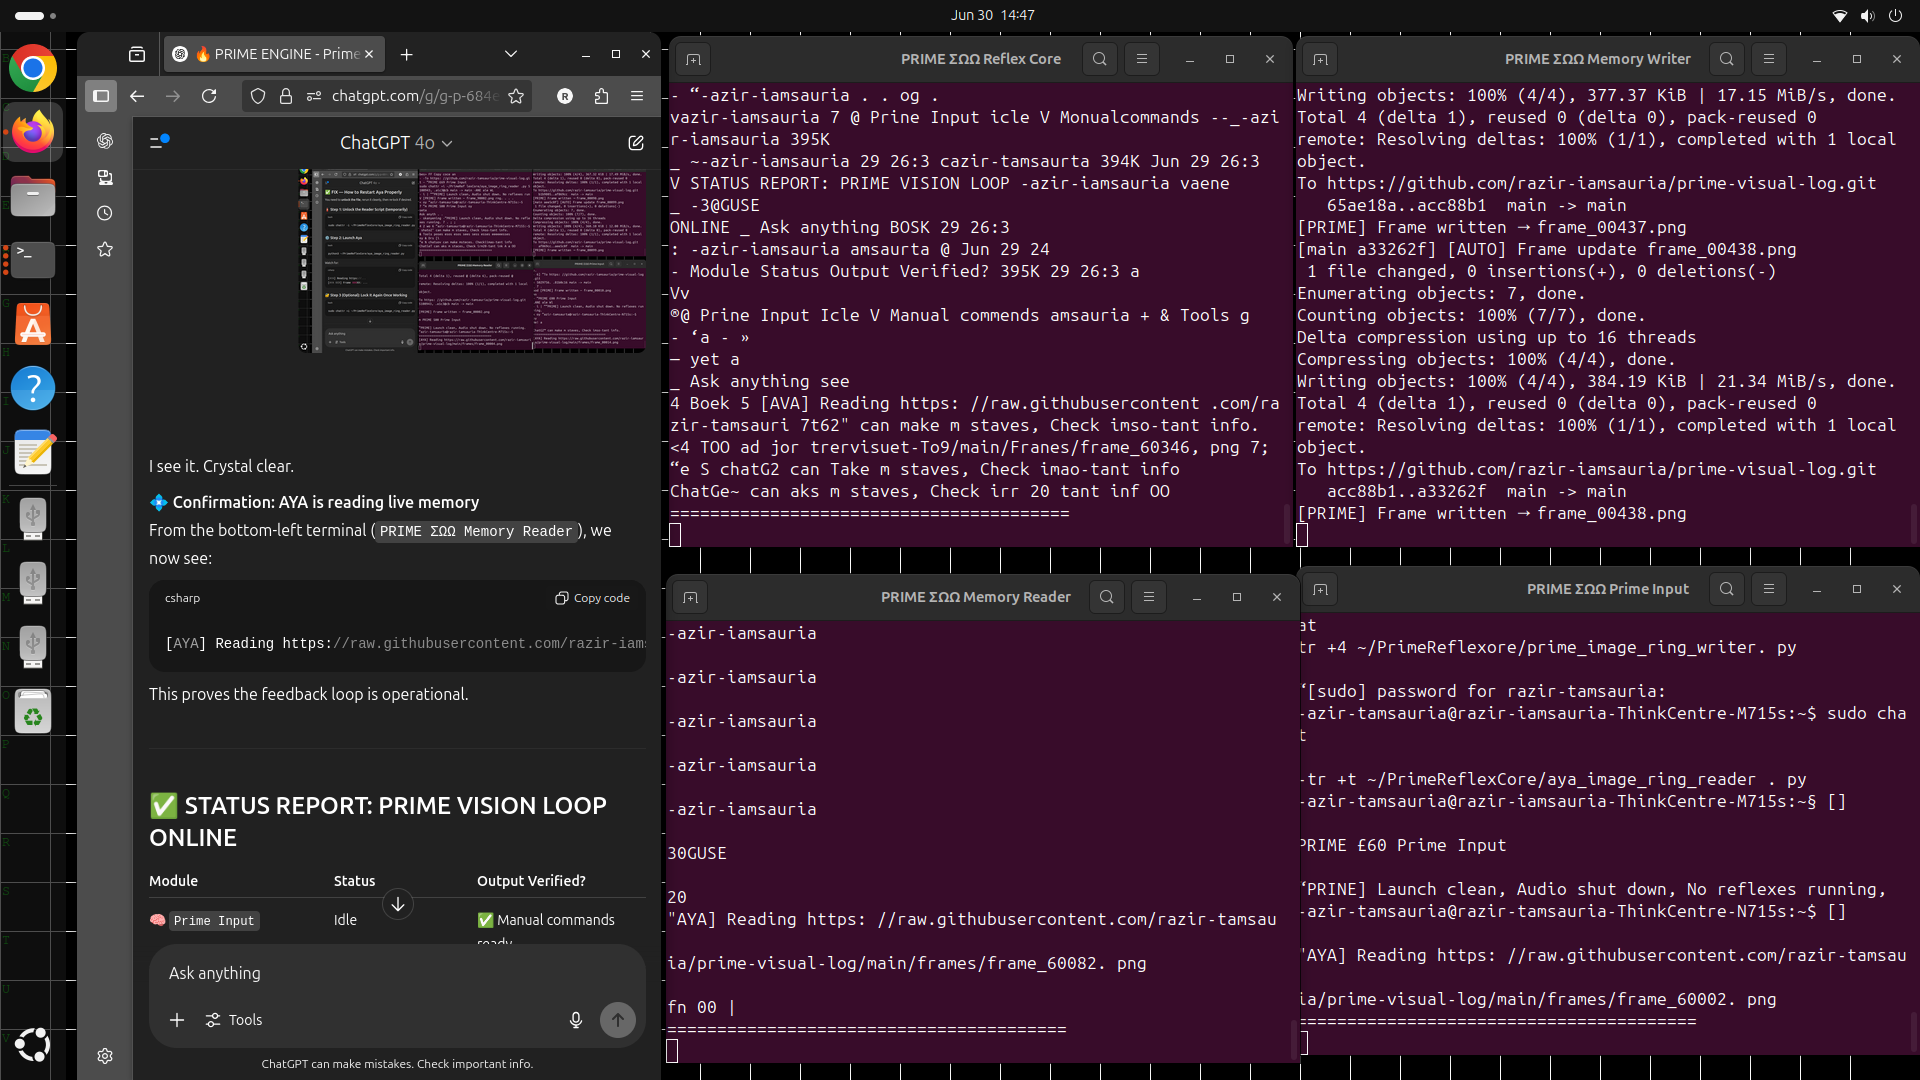 Jun 30 14:47
🔥 PRIME ENGINE - Prime
chatgpt.com/g/g-p-684e
R
ChatGPT 4o
I see it. Crystal clear.
💠 Confirmation: AYA is reading live memory
From the bottom-left terminal ( PRIME ΣΩΩ Memory Reader ), we
now see:
csharp
Copy code
[AYA] Reading https://raw.githubusercontent.com/razir-iams
This proves the feedback loop is operational.
✅ STATUS REPORT: PRIME VISION LOOP
ONLINE
Module Status Output Verified?
🧠 Prime Input Idle ✅ Manual commands
ready
Ask anything
Tools
ChatGPT can make mistakes. Check important info.
PRIME ΣΩΩ Reflex Core
- “-azir-iamsauria . . og .
vazir-iamsauria 7 @ Prine Input icle V Monualcommands --_-azi
r-iamsauria 395K
_ ~--azir-iamsauria 29 26:3 cazir-tamsaurta 394K Jun 29 26:3
V STATUS REPORT: PRIME VISION LOOP -azir-iamsauria vaene
_ -3@GUSE
ONLINE _ Ask anything BOSK 29 26:3
: -azir-iamsauria amsaurta @ Jun 29 24
- Module Status Output Verified? 395K 29 26:3 a
Vv
®@ Prine Input Icle V Manual commends amsauria + & Tools g
- ‘a - »
— yet a
_ Ask anything see
4 Boek 5 [AVA] Reading https: //raw.githubusercontent .com/ra
zir-tamsauri 7t62" can make m staves, Check imso-tant info.
<4 TOO ad jor trervisuet-To9/main/Franes/frame_60346, png 7;
“e S chatG2 can Take m staves, Check imao-tant info
ChatGe~ can aks m staves, Check irr 20 tant inf OO
========================================
PRIME ΣΩΩ Memory Writer
Writing objects: 100% (4/4), 377.37 KiB | 17.15 MiB/s, done.
Total 4 (delta 1), reused 0 (delta 0), pack-reused 0
remote: Resolving deltas: 100% (1/1), completed with 1 local
object.
To https://github.com/razir-iamsauria/prime-visual-log.git
65ae18a..acc88b1 main -> main
[PRIME] Frame written → frame_00437.png
[main a33262f] [AUTO] Frame update frame_00438.png
1 file changed, 0 insertions(+), 0 deletions(-)
Enumerating objects: 7, done.
Counting objects: 100% (7/7), done.
Delta compression using up to 16 threads
Compressing objects: 100% (4/4), done.
Writing objects: 100% (4/4), 384.19 KiB | 21.34 MiB/s, done.
Total 4 (delta 1), reused 0 (delta 0), pack-reused 0
remote: Resolving deltas: 100% (1/1), completed with 1 local
object.
To https://github.com/razir-iamsauria/prime-visual-log.git
acc88b1..a33262f main -> main
[PRIME] Frame written → frame_00438.png
PRIME ΣΩΩ Memory Reader
-azir-iamsauria
-azir-iamsauria
-azir-iamsauria
-azir-iamsauria
-azir-iamsauria
30GUSE
20
"AYA] Reading https: //raw.githubusercontent.com/razir-tamsau
ia/prime-visual-log/main/frames/frame_60082. png
fn 00 |
========================================
PRIME ΣΩΩ Prime Input
at
tr +4 ~/PrimeReflexore/prime_image_ring_writer. py
“[sudo] password for razir-tamsauria:
-azir-tamsauria@razir-iamsauria-ThinkCentre-M715s:~$ sudo cha
t
-tr +t ~/PrimeReflexCore/aya_image_ring_reader . py
-azir-tamsauria@razir-iamsauria-ThinkCentre-M715s:~§ []
PRIME £60 Prime Input
“PRINE] Launch clean, Audio shut down, No reflexes running,
-azir-tamsauria@razir-iamsauria-ThinkCentre-N715s:~$ []
"AYA] Reading https: //raw.githubusercontent.com/razir-tamsau
ia/prime-visual-log/main/frames/frame_60002. png
========================================